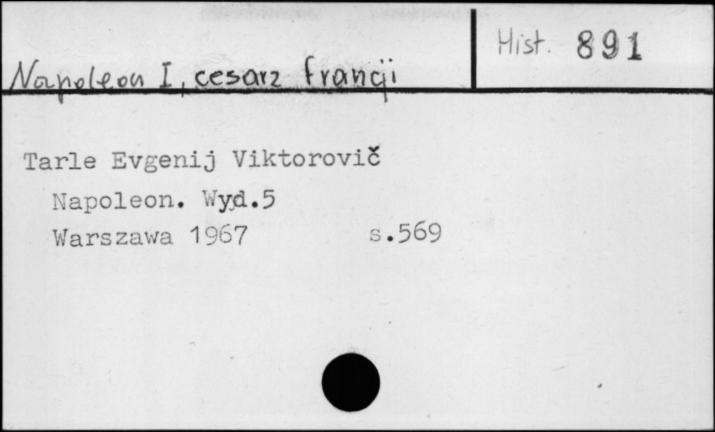 Hist. 891
Napoleon I, cesarz francji
Tarle Evgenij Viktorovič
Napoleon. Wyd.5
Warszawa 1967 s.569